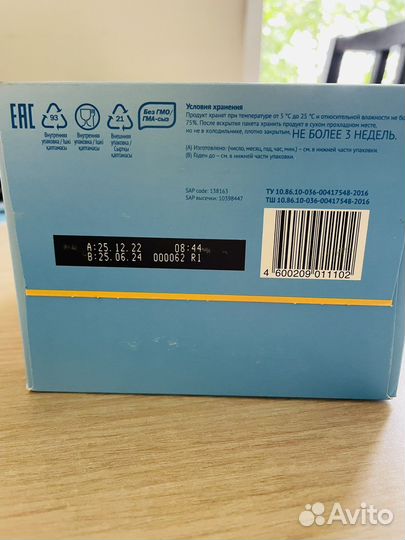 Условия хранения
Продукт хранят при температуре от 5 °С до 25 °С и относительной влажности не бо
75%. После вскрытия пакета хранить продукт в сухом прохладном месте,
но не в холодильнике, плотно закрытым, НЕ БОЛЕЕ 3 НЕДЕЛЬ.
(А) Изготовлено: (число, месяц, год, час, мин.) – см. в нижней части упаковки.
(В) Годен до – см. в нижней части упаковки.
ЕАС
93
21
Без ГМО/
ГМА-сыз
Внутренняя
упаковка / Ішкі
қаптамасы
Внутренняя
упаковка / Ішкі
қаптамасы
Внешняя
упаковка /
Сыртқы
қаптамасы
SAP code: 138163
SAP высечки: 10398447
ТУ 10.86.10-036-00417548-2016
ТШ 10.86.10-036-00417548-2016
A:25.12.22 08:44
B:25.06.24 000062 R1
4 600209 011102
Avito